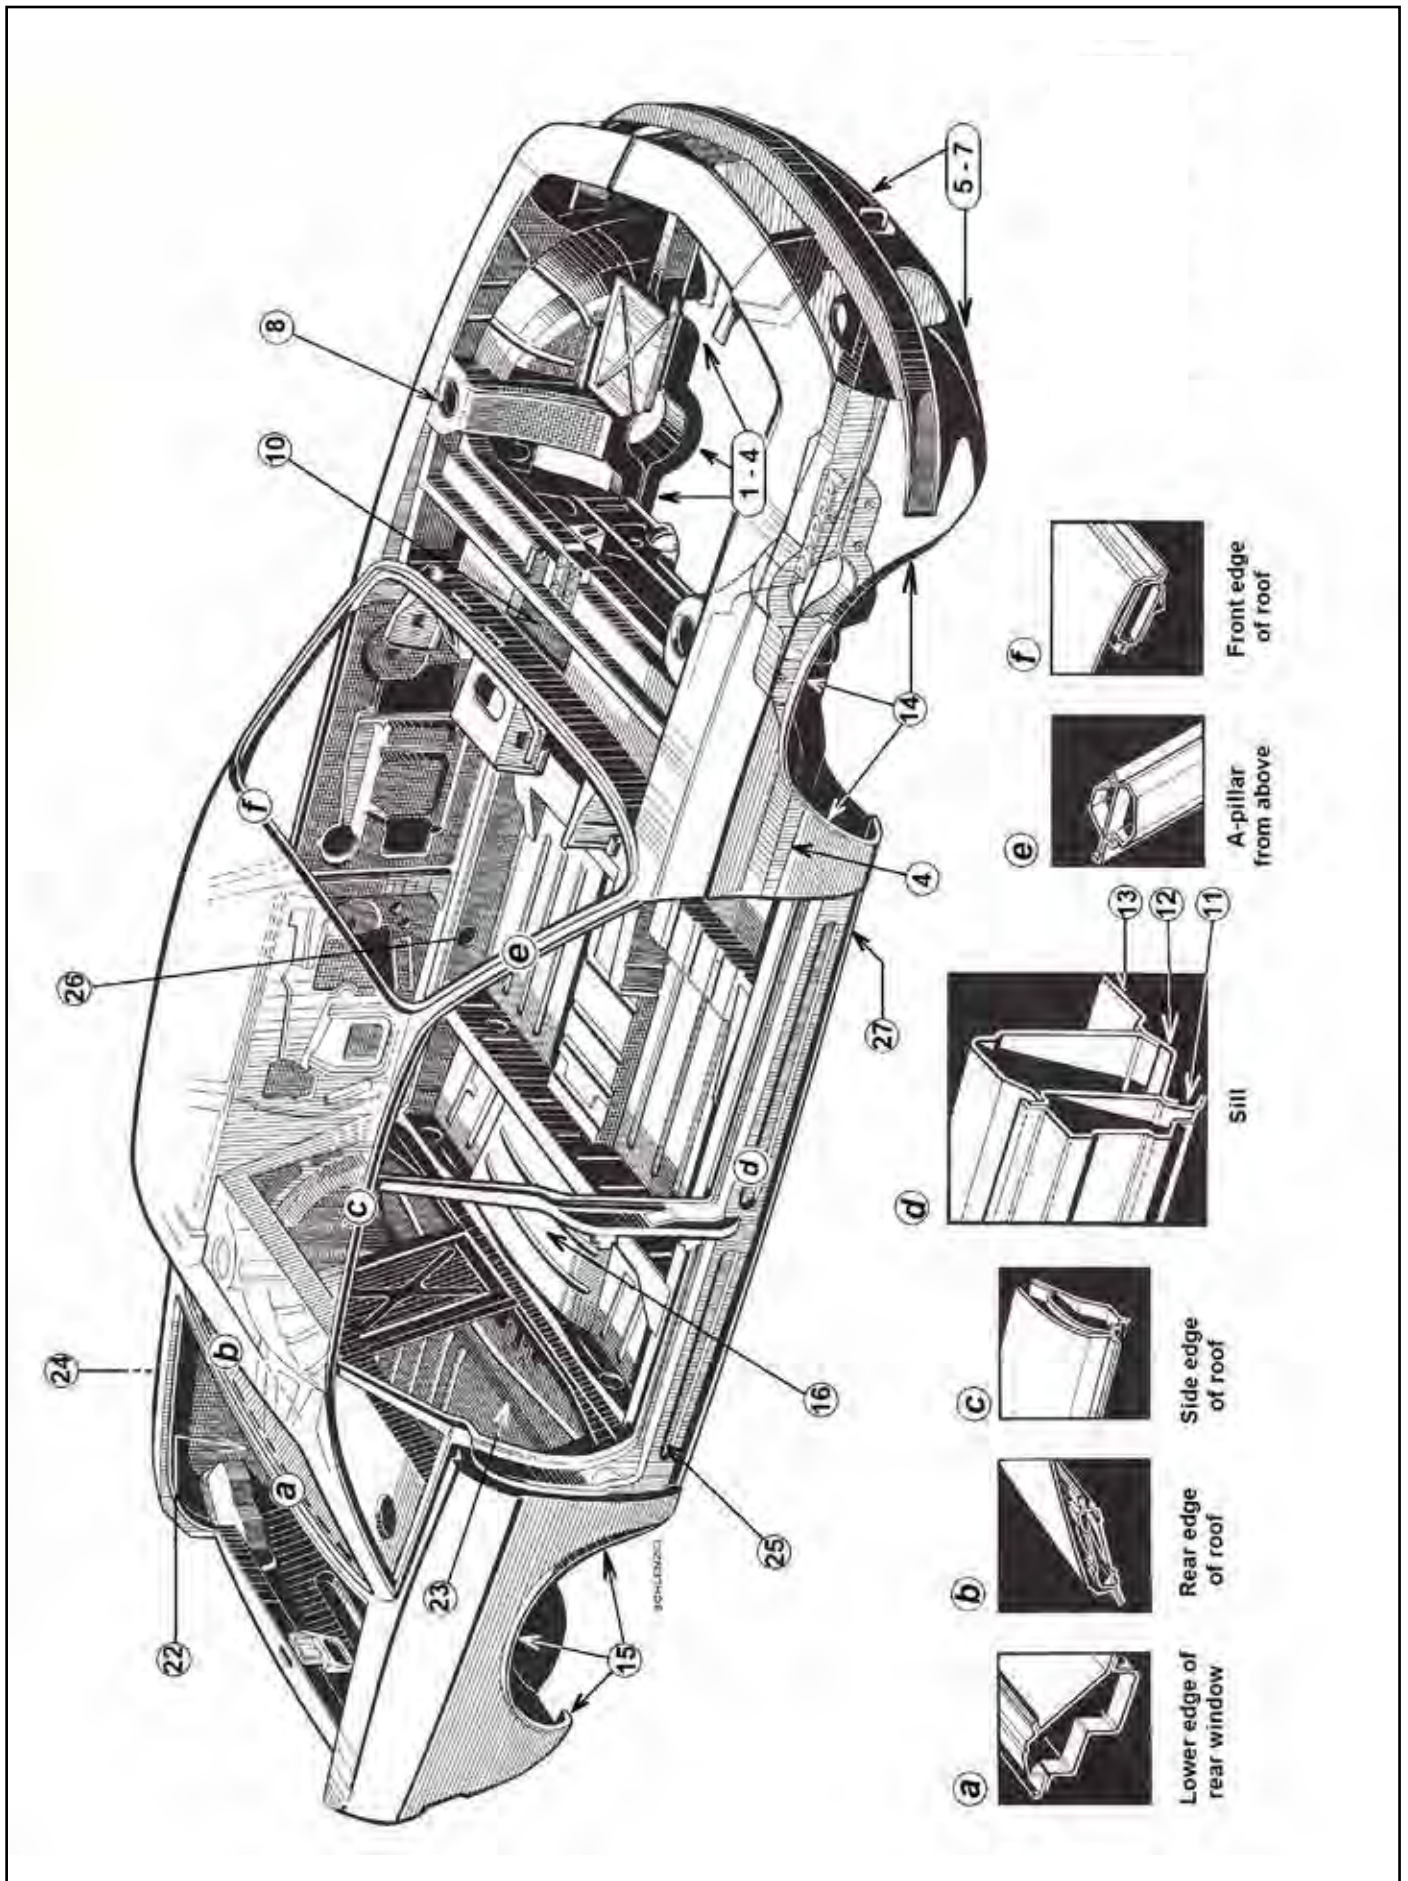 24
22
26
8
10
b
a
f
c
e
23
16
d
25
15
1 - 4
14
4
27
5 - 7
SCHLENZIG
a
Lower edge of
rear window
b
Rear edge
of roof
c
Side edge
of roof
d
Sill
13
12
11
e
A-pillar
from above
f
Front edge
of roof